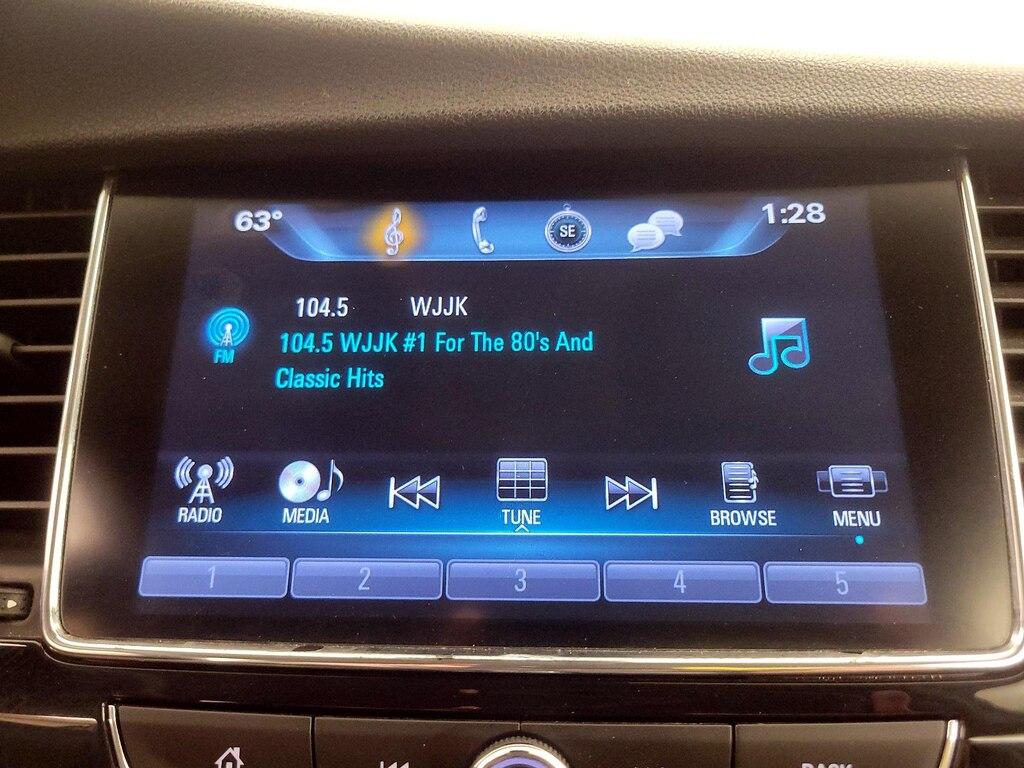 63° SE 1:28
104.5 WJJK
FM
104.5 WJJK #1 For The 80's And
Classic Hits
RADIO MEDIA TUNE BROWSE MENU
1 2 3 4 5
BACK